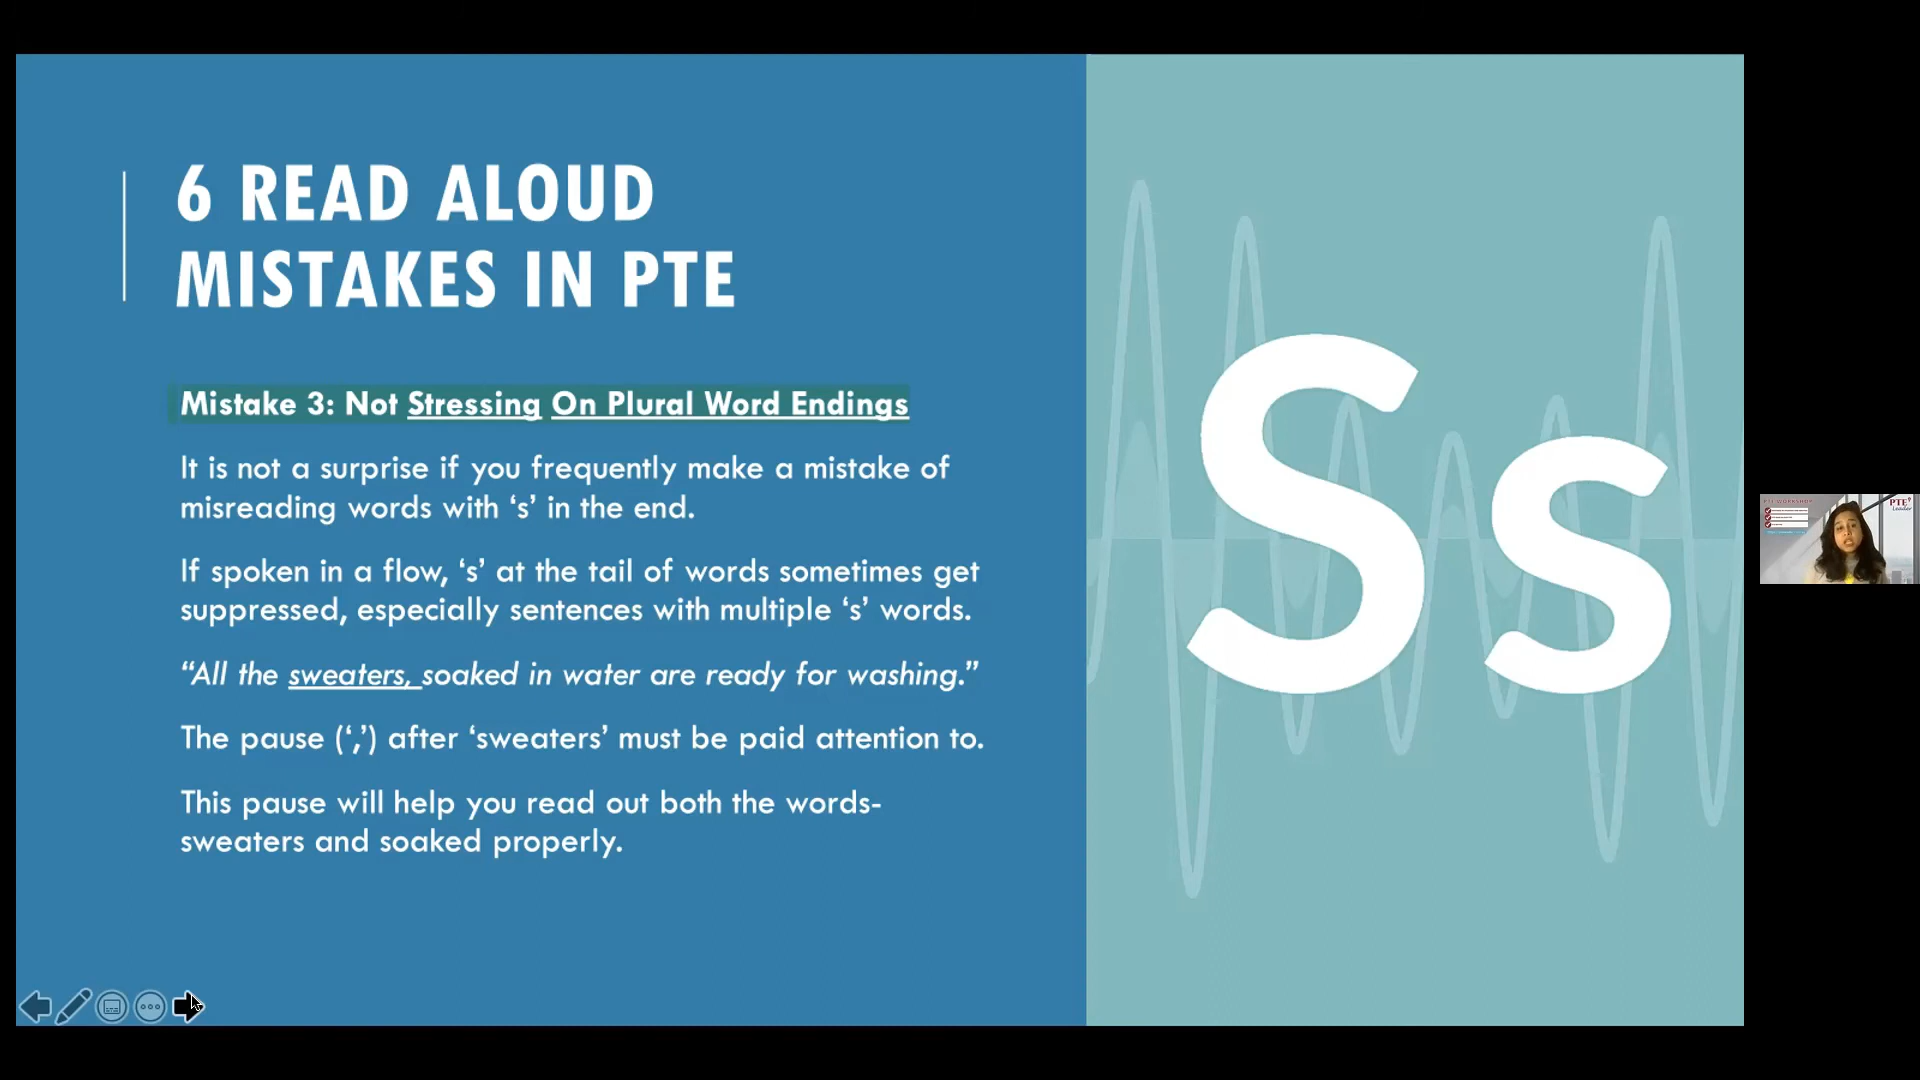 6 READ ALOUD
MISTAKES IN PTE
Mistake 3: Not Stressing On Plural Word Endings
It is not a surprise if you frequently make a mistake of
misreading words with ‘s’ in the end.
If spoken in a flow, ‘s’ at the tail of words sometimes get
suppressed, especially sentences with multiple ‘s’ words.
“All the sweaters, soaked in water are ready for washing.”
The pause (‘,’) after ‘sweaters’ must be paid attention to.
This pause will help you read out both the words-
sweaters and soaked properly.
Ss
PTE WORKSHOP
PTE
Leader